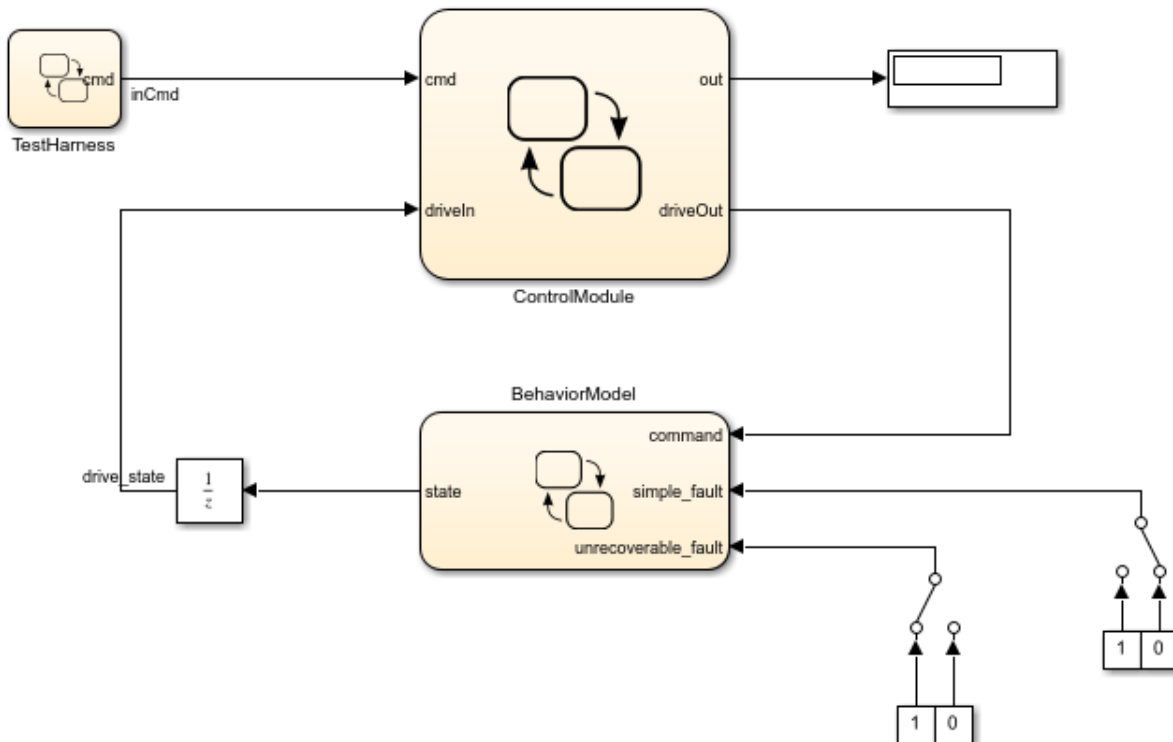 cmd
inCmd
TestHarness
cmd
out
driveIn
driveOut
ControlModule
BehaviorModel
command
drive_state
1
z
state
simple_fault
unrecoverable_fault
1 0
1 0